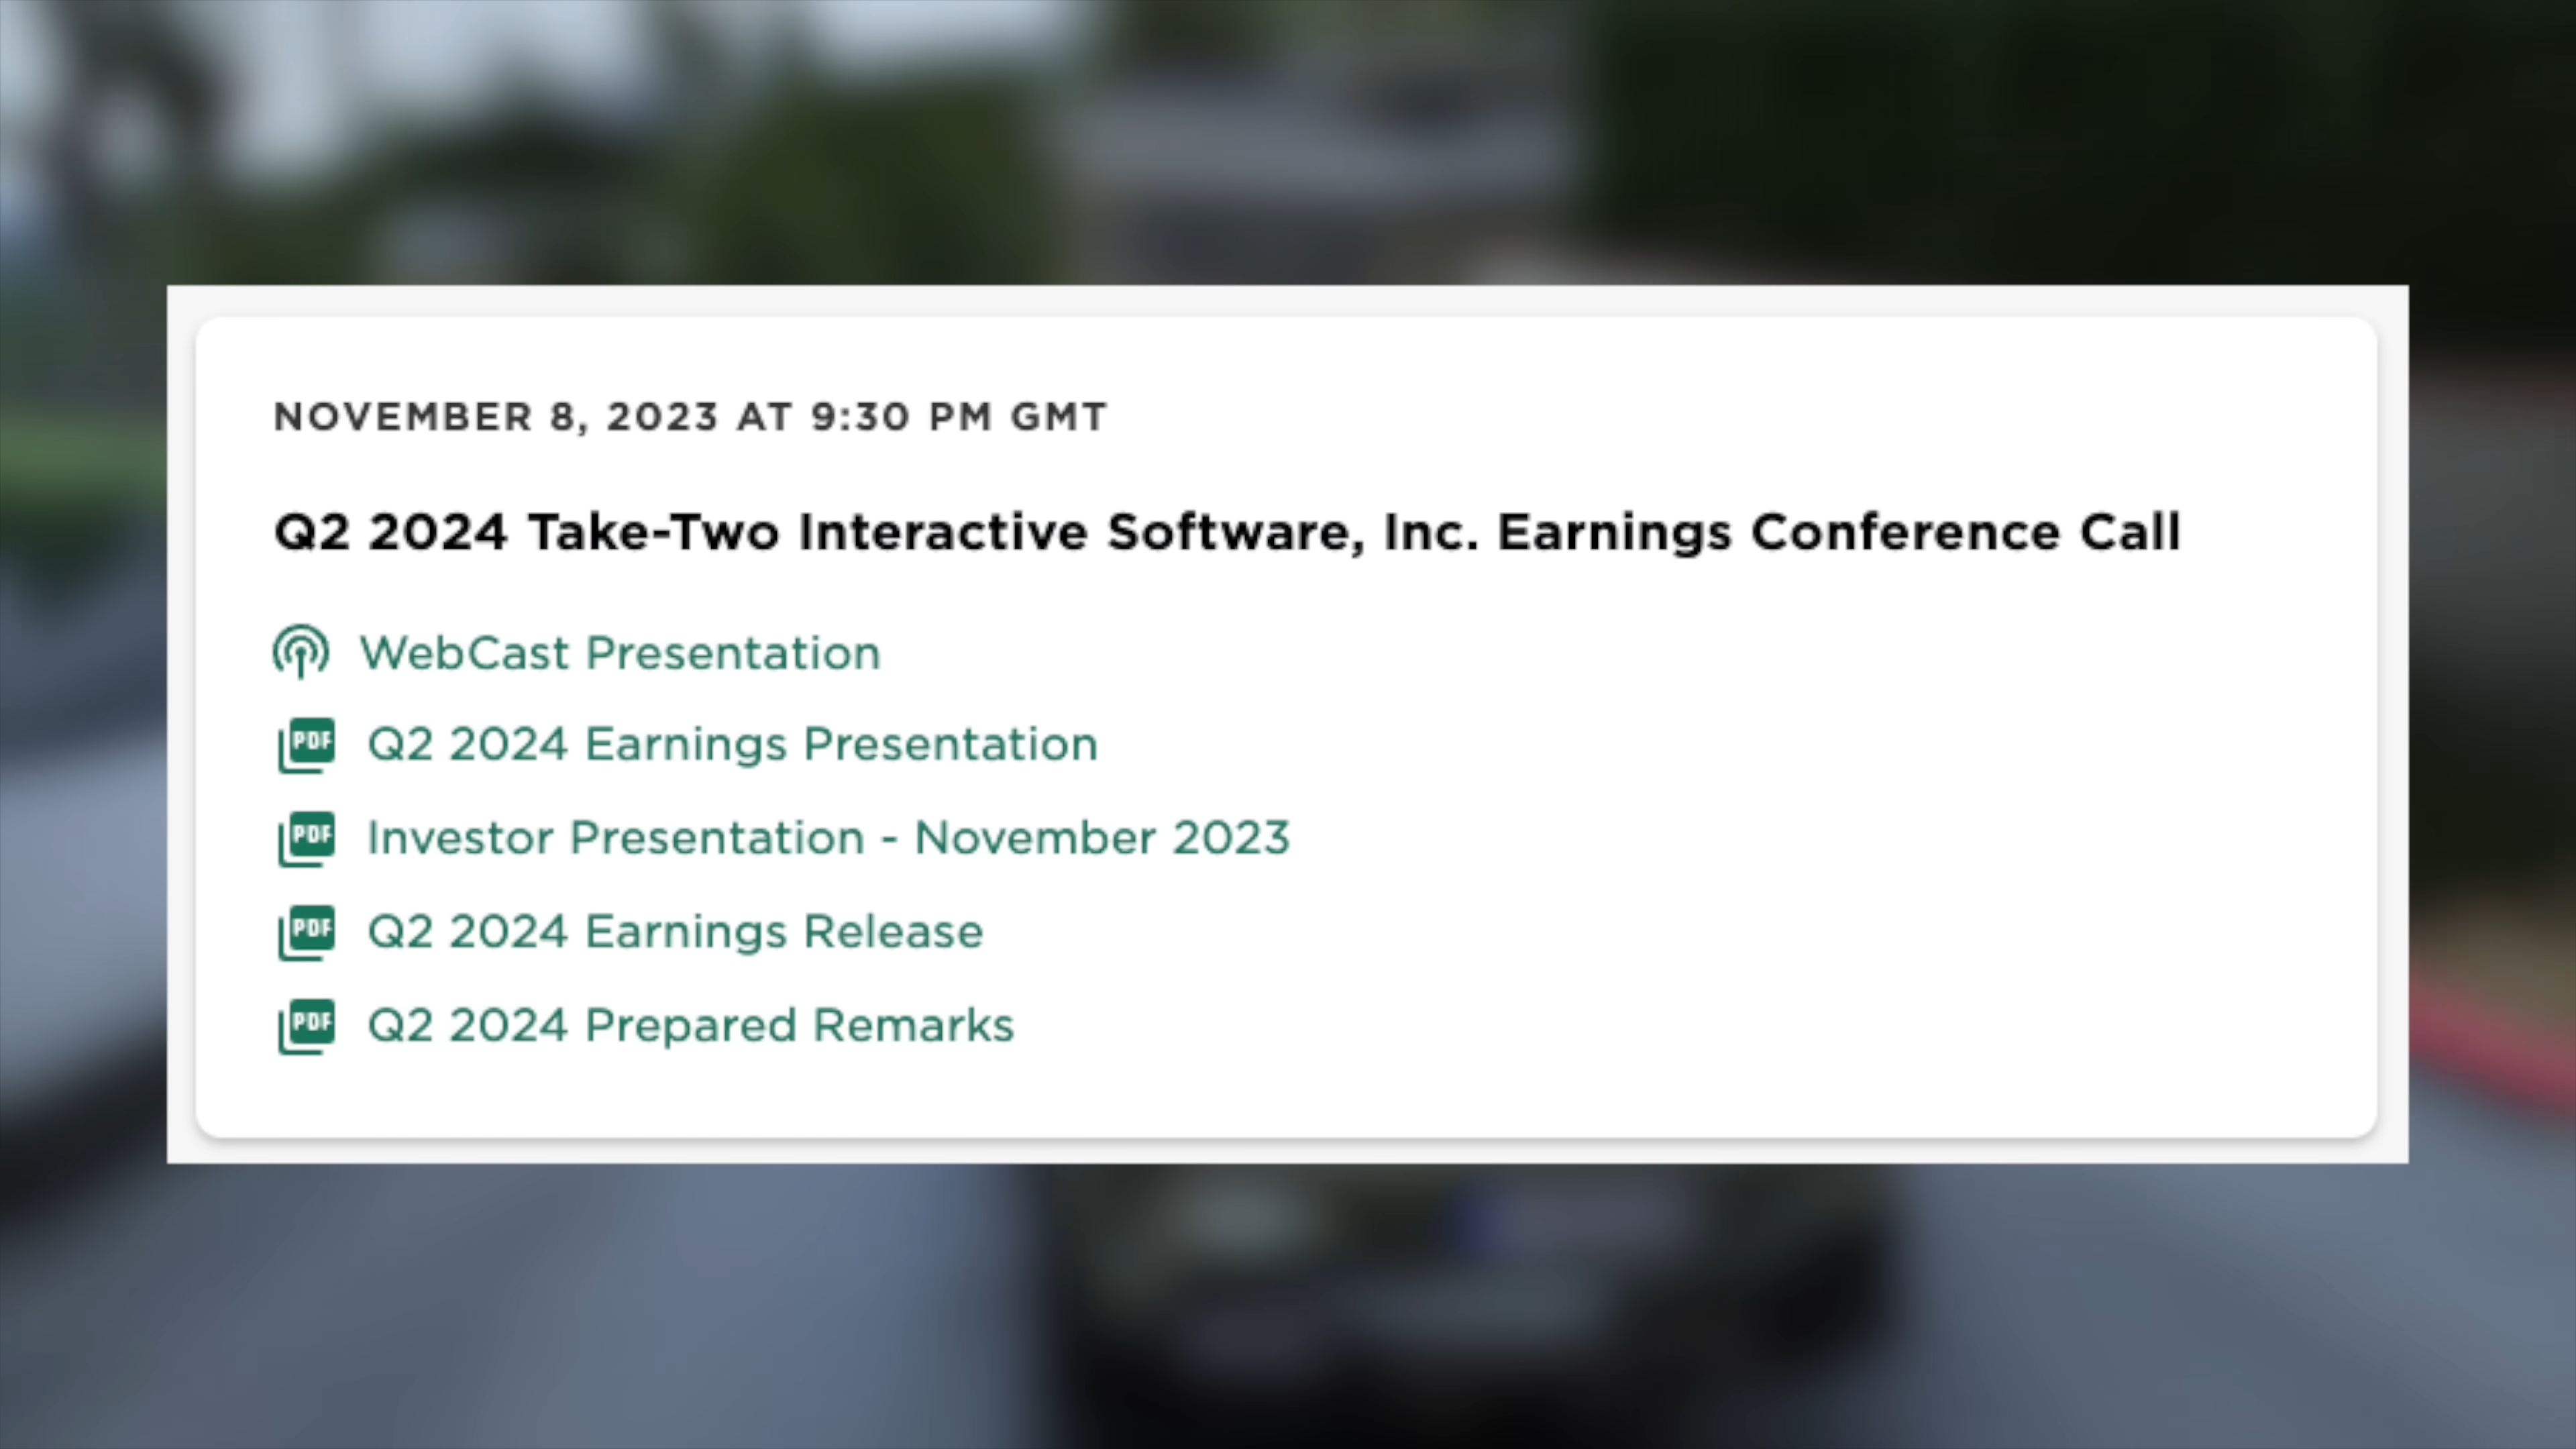 NOVEMBER 8, 2023 AT 9:30 PM GMT
Q2 2024 Take-Two Interactive Software, Inc. Earnings Conference Call
WebCast Presentation
PDF Q2 2024 Earnings Presentation
PDF Investor Presentation - November 2023
PDF Q2 2024 Earnings Release
PDF Q2 2024 Prepared Remarks